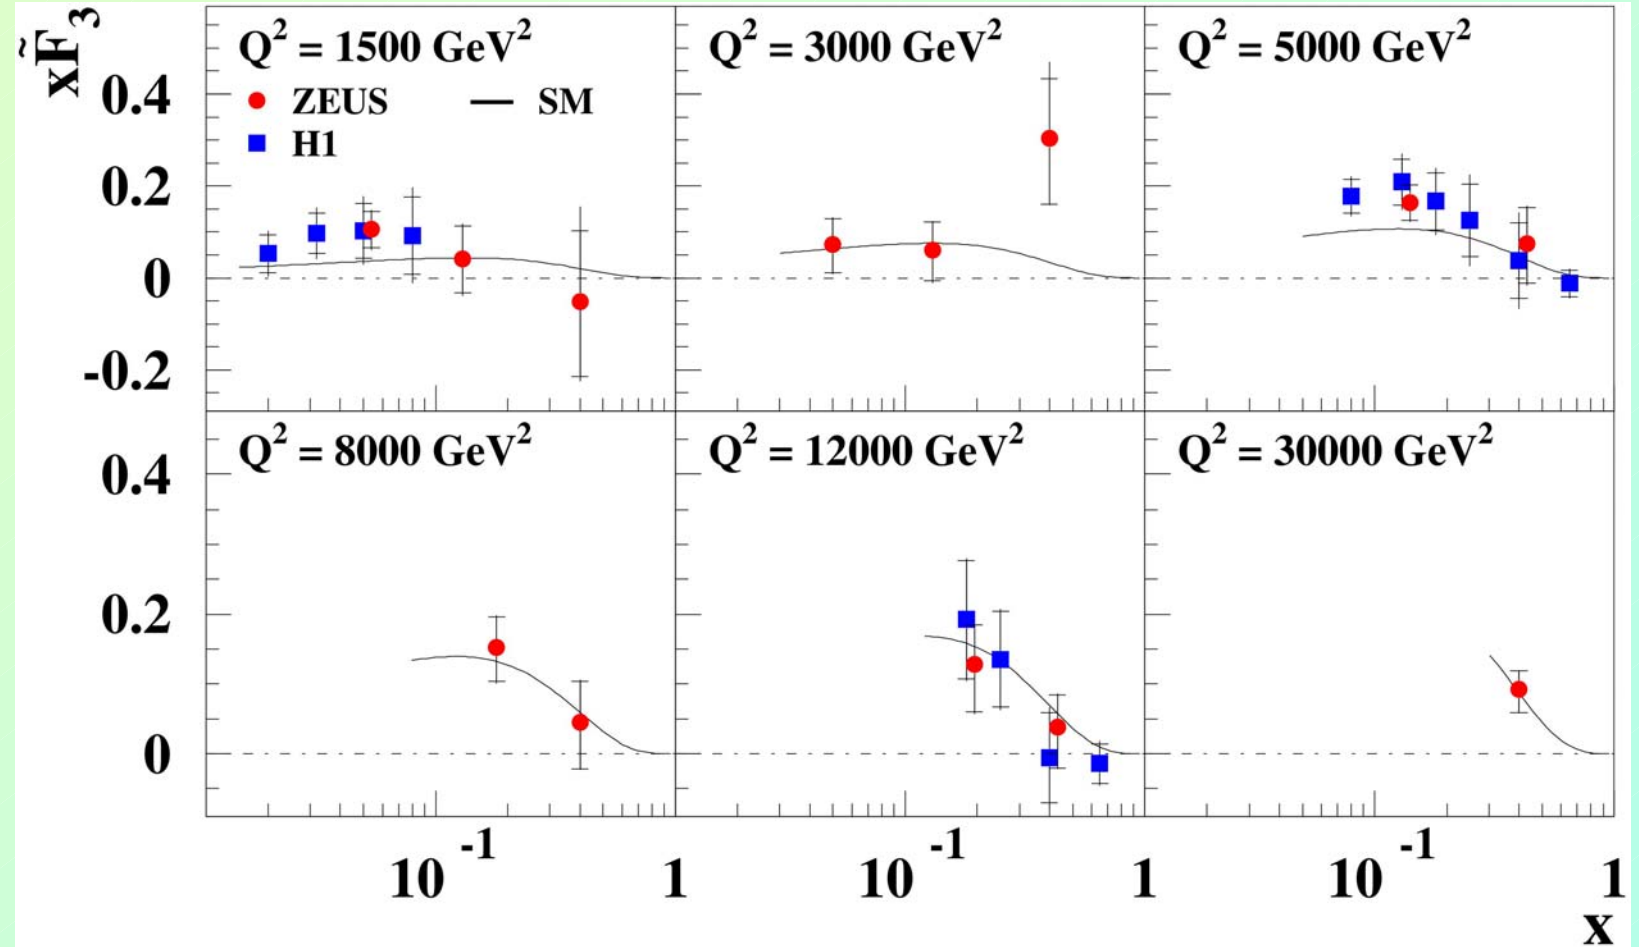 xF̃₃
Q² = 1500 GeV²
Q² = 3000 GeV²
Q² = 5000 GeV²
ZEUS
SM
H1
0.4
0.2
0
-0.2
Q² = 8000 GeV²
Q² = 12000 GeV²
Q² = 30000 GeV²
0.4
0.2
0
10⁻¹ 1 10⁻¹ 1 10⁻¹ 1
x